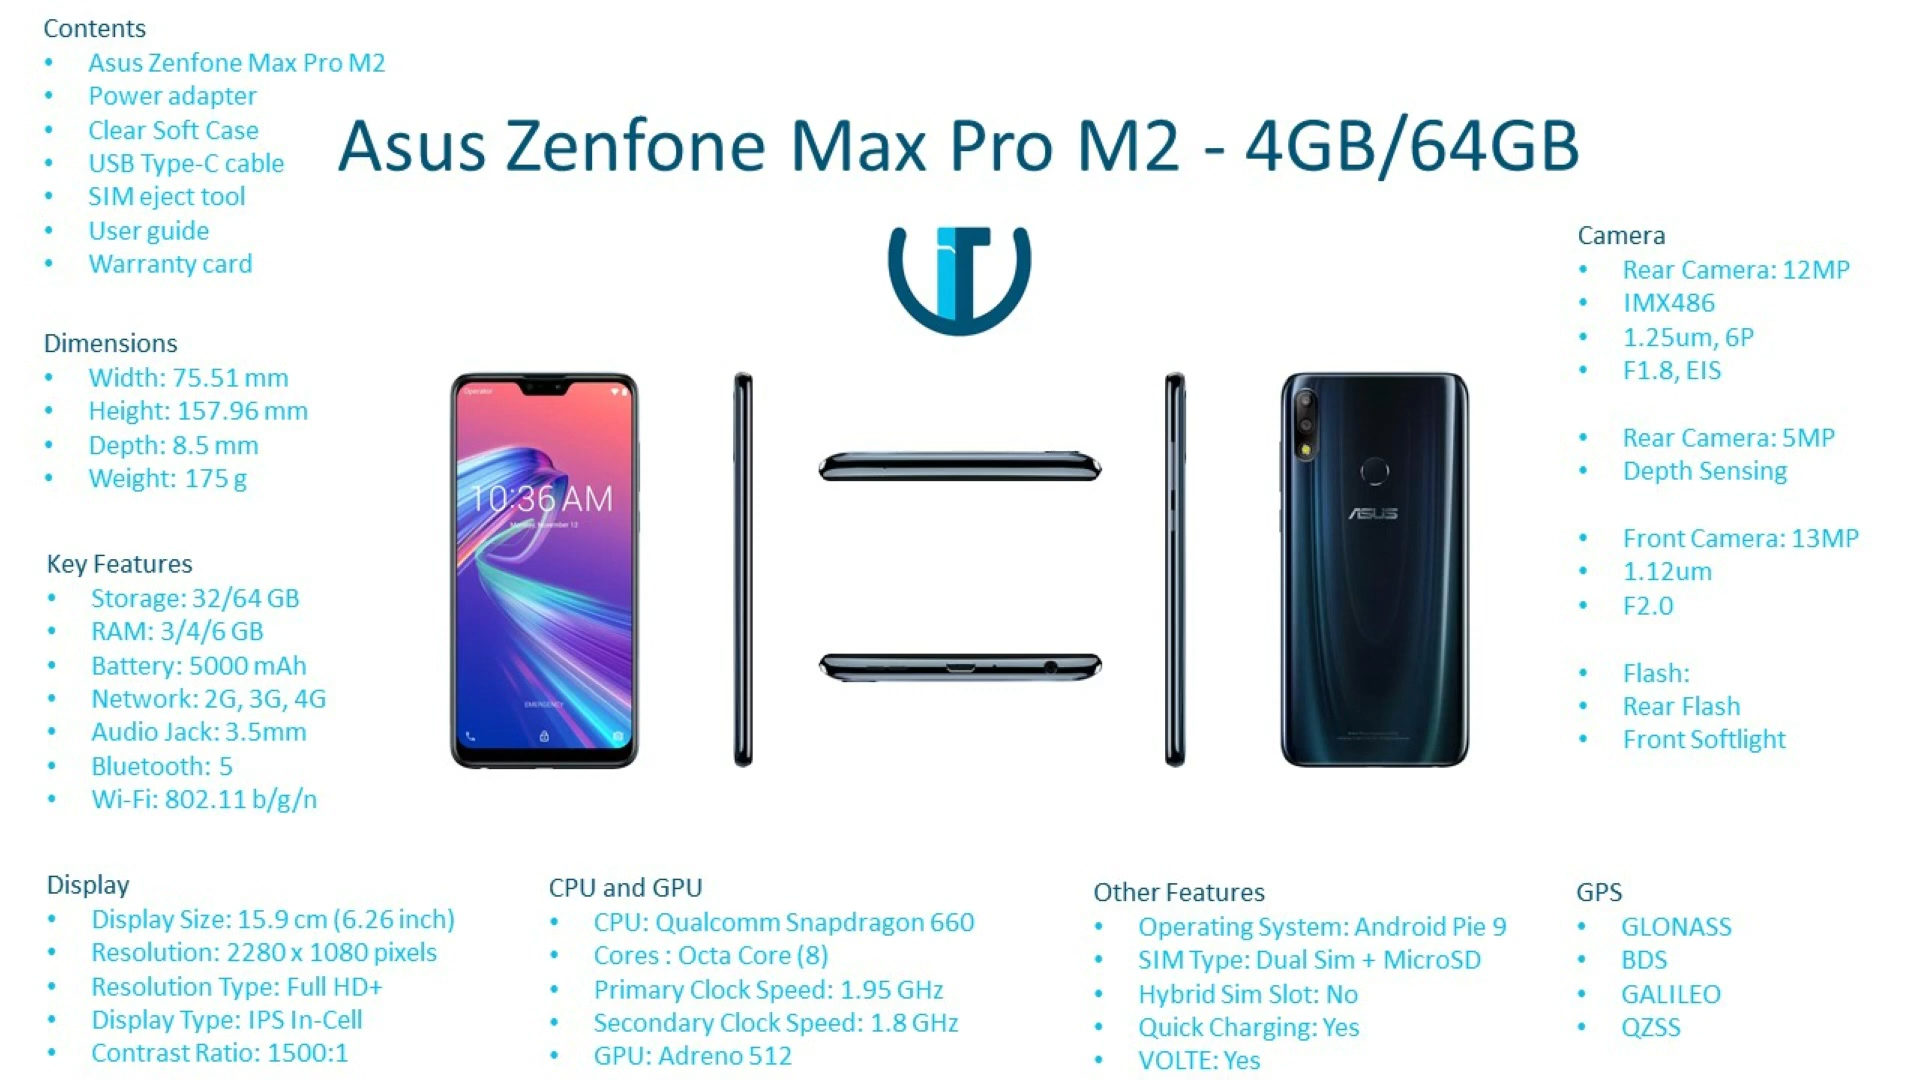 Contents
• Asus Zenfone Max Pro M2
• Power adapter
• Clear Soft Case
• USB Type-C cable
• SIM eject tool
• User guide
• Warranty card
Asus Zenfone Max Pro M2 - 4GB/64GB
iT
Dimensions
• Width: 75.51 mm
• Height: 157.96 mm
• Depth: 8.5 mm
• Weight: 175 g
Key Features
• Storage: 32/64 GB
• RAM: 3/4/6 GB
• Battery: 5000 mAh
• Network: 2G, 3G, 4G
• Audio Jack: 3.5mm
• Bluetooth: 5
• Wi-Fi: 802.11 b/g/n
Operator
10:36 AM
Monday, November 12
EMERGENCY
ASUS
Camera
• Rear Camera: 12MP
• IMX486
• 1.25um, 6P
• F1.8, EIS
• Rear Camera: 5MP
• Depth Sensing
• Front Camera: 13MP
• 1.12um
• F2.0
• Flash:
• Rear Flash
• Front Softlight
Display
• Display Size: 15.9 cm (6.26 inch)
• Resolution: 2280 x 1080 pixels
• Resolution Type: Full HD+
• Display Type: IPS In-Cell
• Contrast Ratio: 1500:1
CPU and GPU
• CPU: Qualcomm Snapdragon 660
• Cores : Octa Core (8)
• Primary Clock Speed: 1.95 GHz
• Secondary Clock Speed: 1.8 GHz
• GPU: Adreno 512
Other Features
• Operating System: Android Pie 9
• SIM Type: Dual Sim + MicroSD
• Hybrid Sim Slot: No
• Quick Charging: Yes
• VOLTE: Yes
GPS
• GLONASS
• BDS
• GALILEO
• QZSS